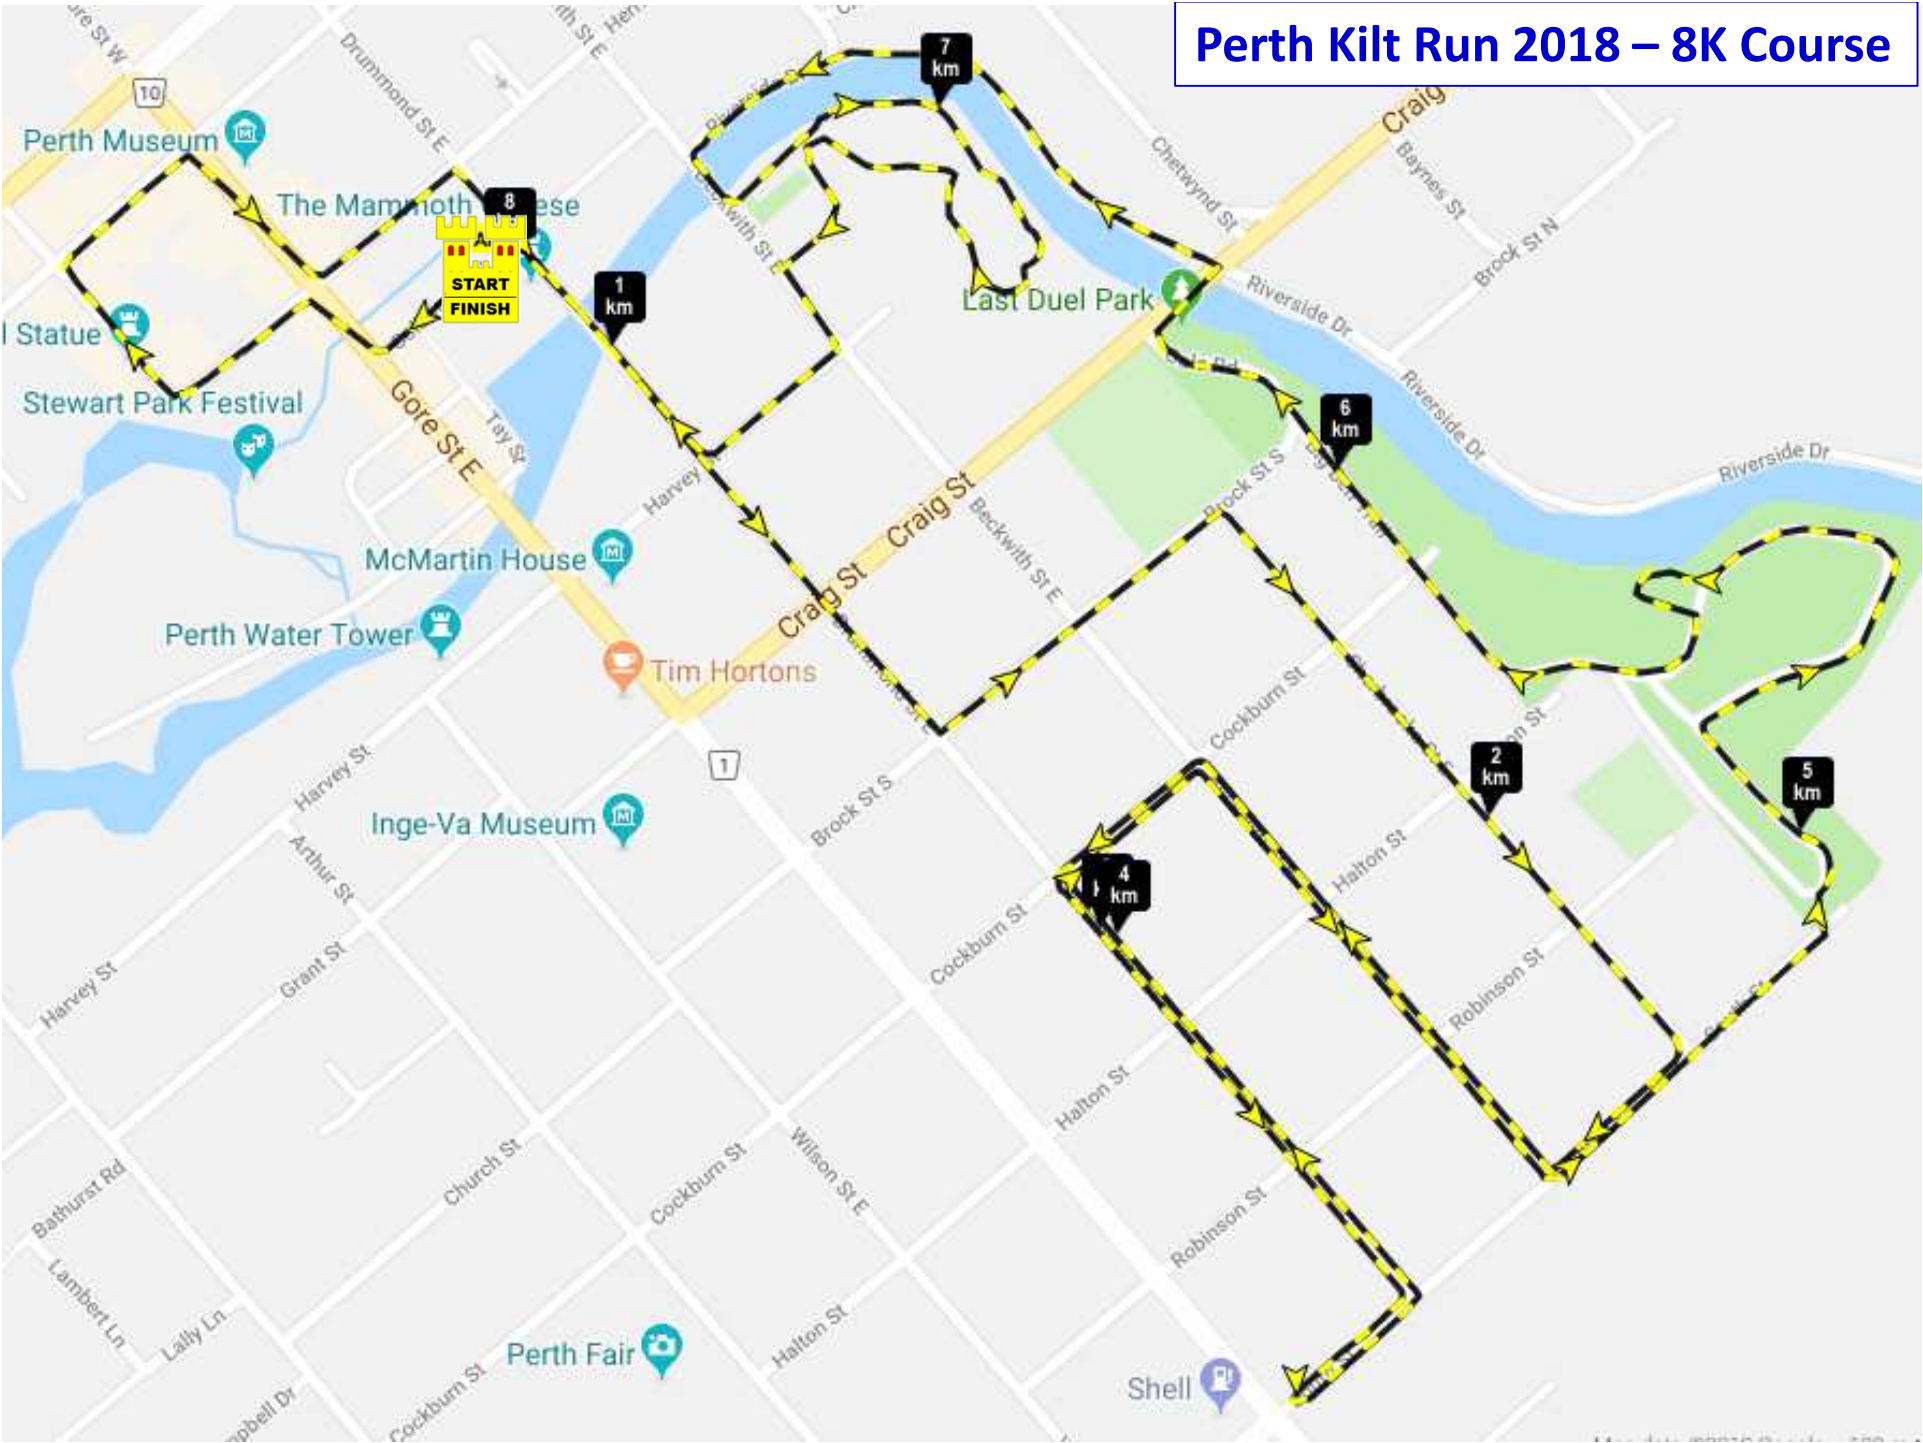 Perth Kilt Run 2018 – 8K Course
10
Drummond St E
Perth Museum
The Mammoth
8
START
FINISH
1
km
7
km
Craig
Chetwynd St
Baynes St
Brock St N
Last Duel Park
Riverside Dr
Riverside Dr
Riverside Dr
Beckwith St E
Statue
Stewart Park Festival
Gore St E
Tay St
Harvey
6
km
Brock St S
Craig St
Craig St
McMartin House
Beckwith St E
Perth Water Tower
Tim Hortons
1
Harvey St
Cockburn St
2
km
5
km
Inge-Va Museum
Brock St S
Arthur St
Halton St
4
km
Cockburn St
Grant St
Harvey St
Robinson St
Halton St
Church St
Cockburn St
Wilson St E
Bathurst Rd
Robinson St
Lambert Ln
Lally Ln
Halton St
Perth Fair
Shell
Cockburn St